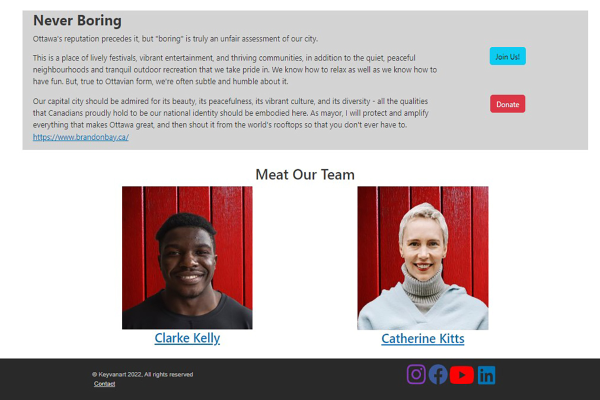 Never Boring
Ottawa's reputation precedes it, but "boring" is truly an unfair assessment of our city.
This is a place of lively festivals, vibrant entertainment, and thriving communities, in addition to the quiet, peaceful
neighbourhoods and tranquil outdoor recreation that we take pride in. We know how to relax as well as we know how to
have fun. But, true to Ottavian form, we're often subtle and humble about it.
Join Us!
Our capital city should be admired for its beauty, its peacefulness, its vibrant culture, and its diversity - all the qualities
that Canadians proudly hold to be our national identity should be embodied here. As mayor, I will protect and amplify
everything that makes Ottawa great, and then shout it from the world's rooftops so that you don't ever have to.
Donate
https://www.brandonbay.ca/
Meat Our Team
Clarke Kelly
Catherine Kitts
© Keyvanart 2022, All rights reserved
Contact